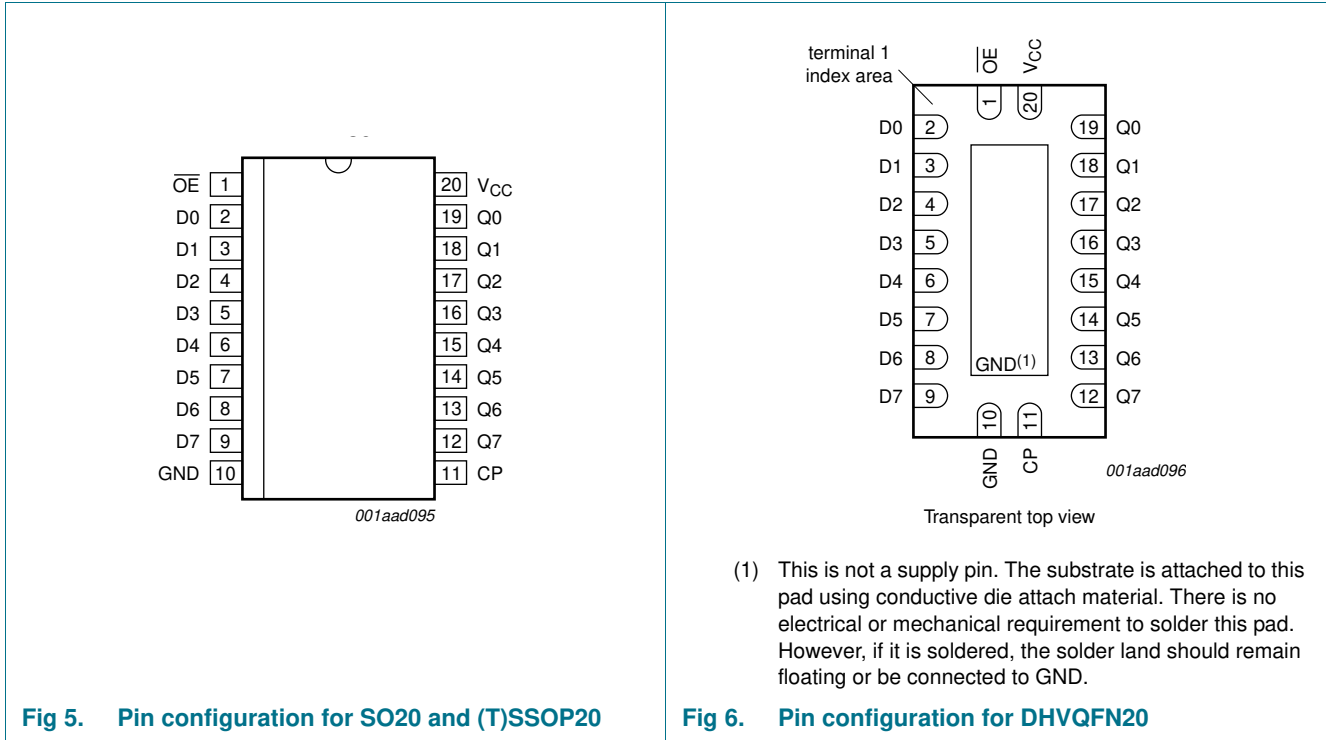 OE 1 20 VCC
D0 2 19 Q0
D1 3 18 Q1
D2 4 17 Q2
D3 5 16 Q3
D4 6 15 Q4
D5 7 14 Q5
D6 8 13 Q6
D7 9 12 Q7
GND 10 11 CP
001aad095
Fig 5. Pin configuration for SO20 and (T)SSOP20
terminal 1
index area
OE VCC
1 20
D0 2 19 Q0
D1 3 18 Q1
D2 4 17 Q2
D3 5 16 Q3
D4 6 15 Q4
D5 7 14 Q5
D6 8 13 Q6
GND(1)
D7 9 12 Q7
10 11
GND CP
001aad096
Transparent top view
(1) This is not a supply pin. The substrate is attached to this
pad using conductive die attach material. There is no
electrical or mechanical requirement to solder this pad.
However, if it is soldered, the solder land should remain
floating or be connected to GND.
Fig 6. Pin configuration for DHVQFN20